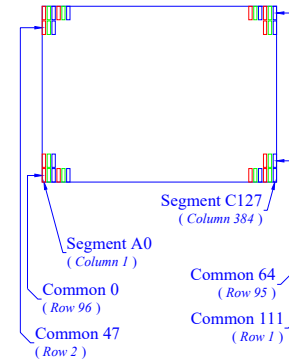 Segment C127
( Column 384 )
Segment A0
( Column 1 )
Common 0
( Row 96 )
Common 64
( Row 95 )
Common 47
( Row 2 )
Common 111
( Row 1 )